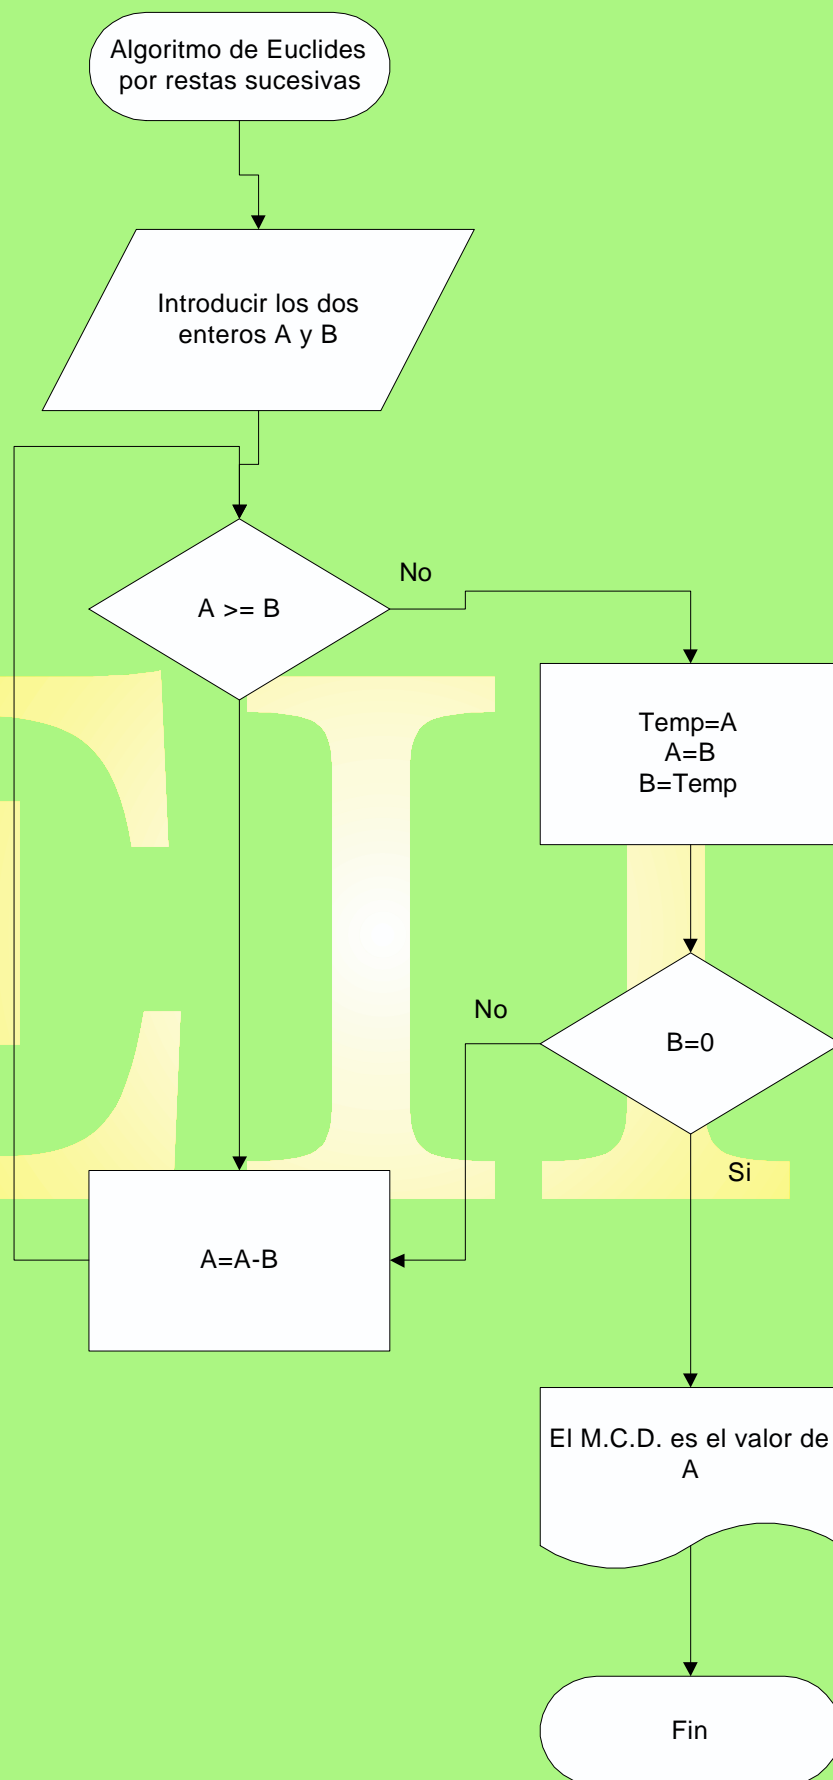 Algoritmo de Euclides
por restas sucesivas
Introducir los dos
enteros A y B
A >= B
No
Temp=A
A=B
B=Temp
B=0
No
Si
A=A-B
El M.C.D. es el valor de
A
Fin
EII